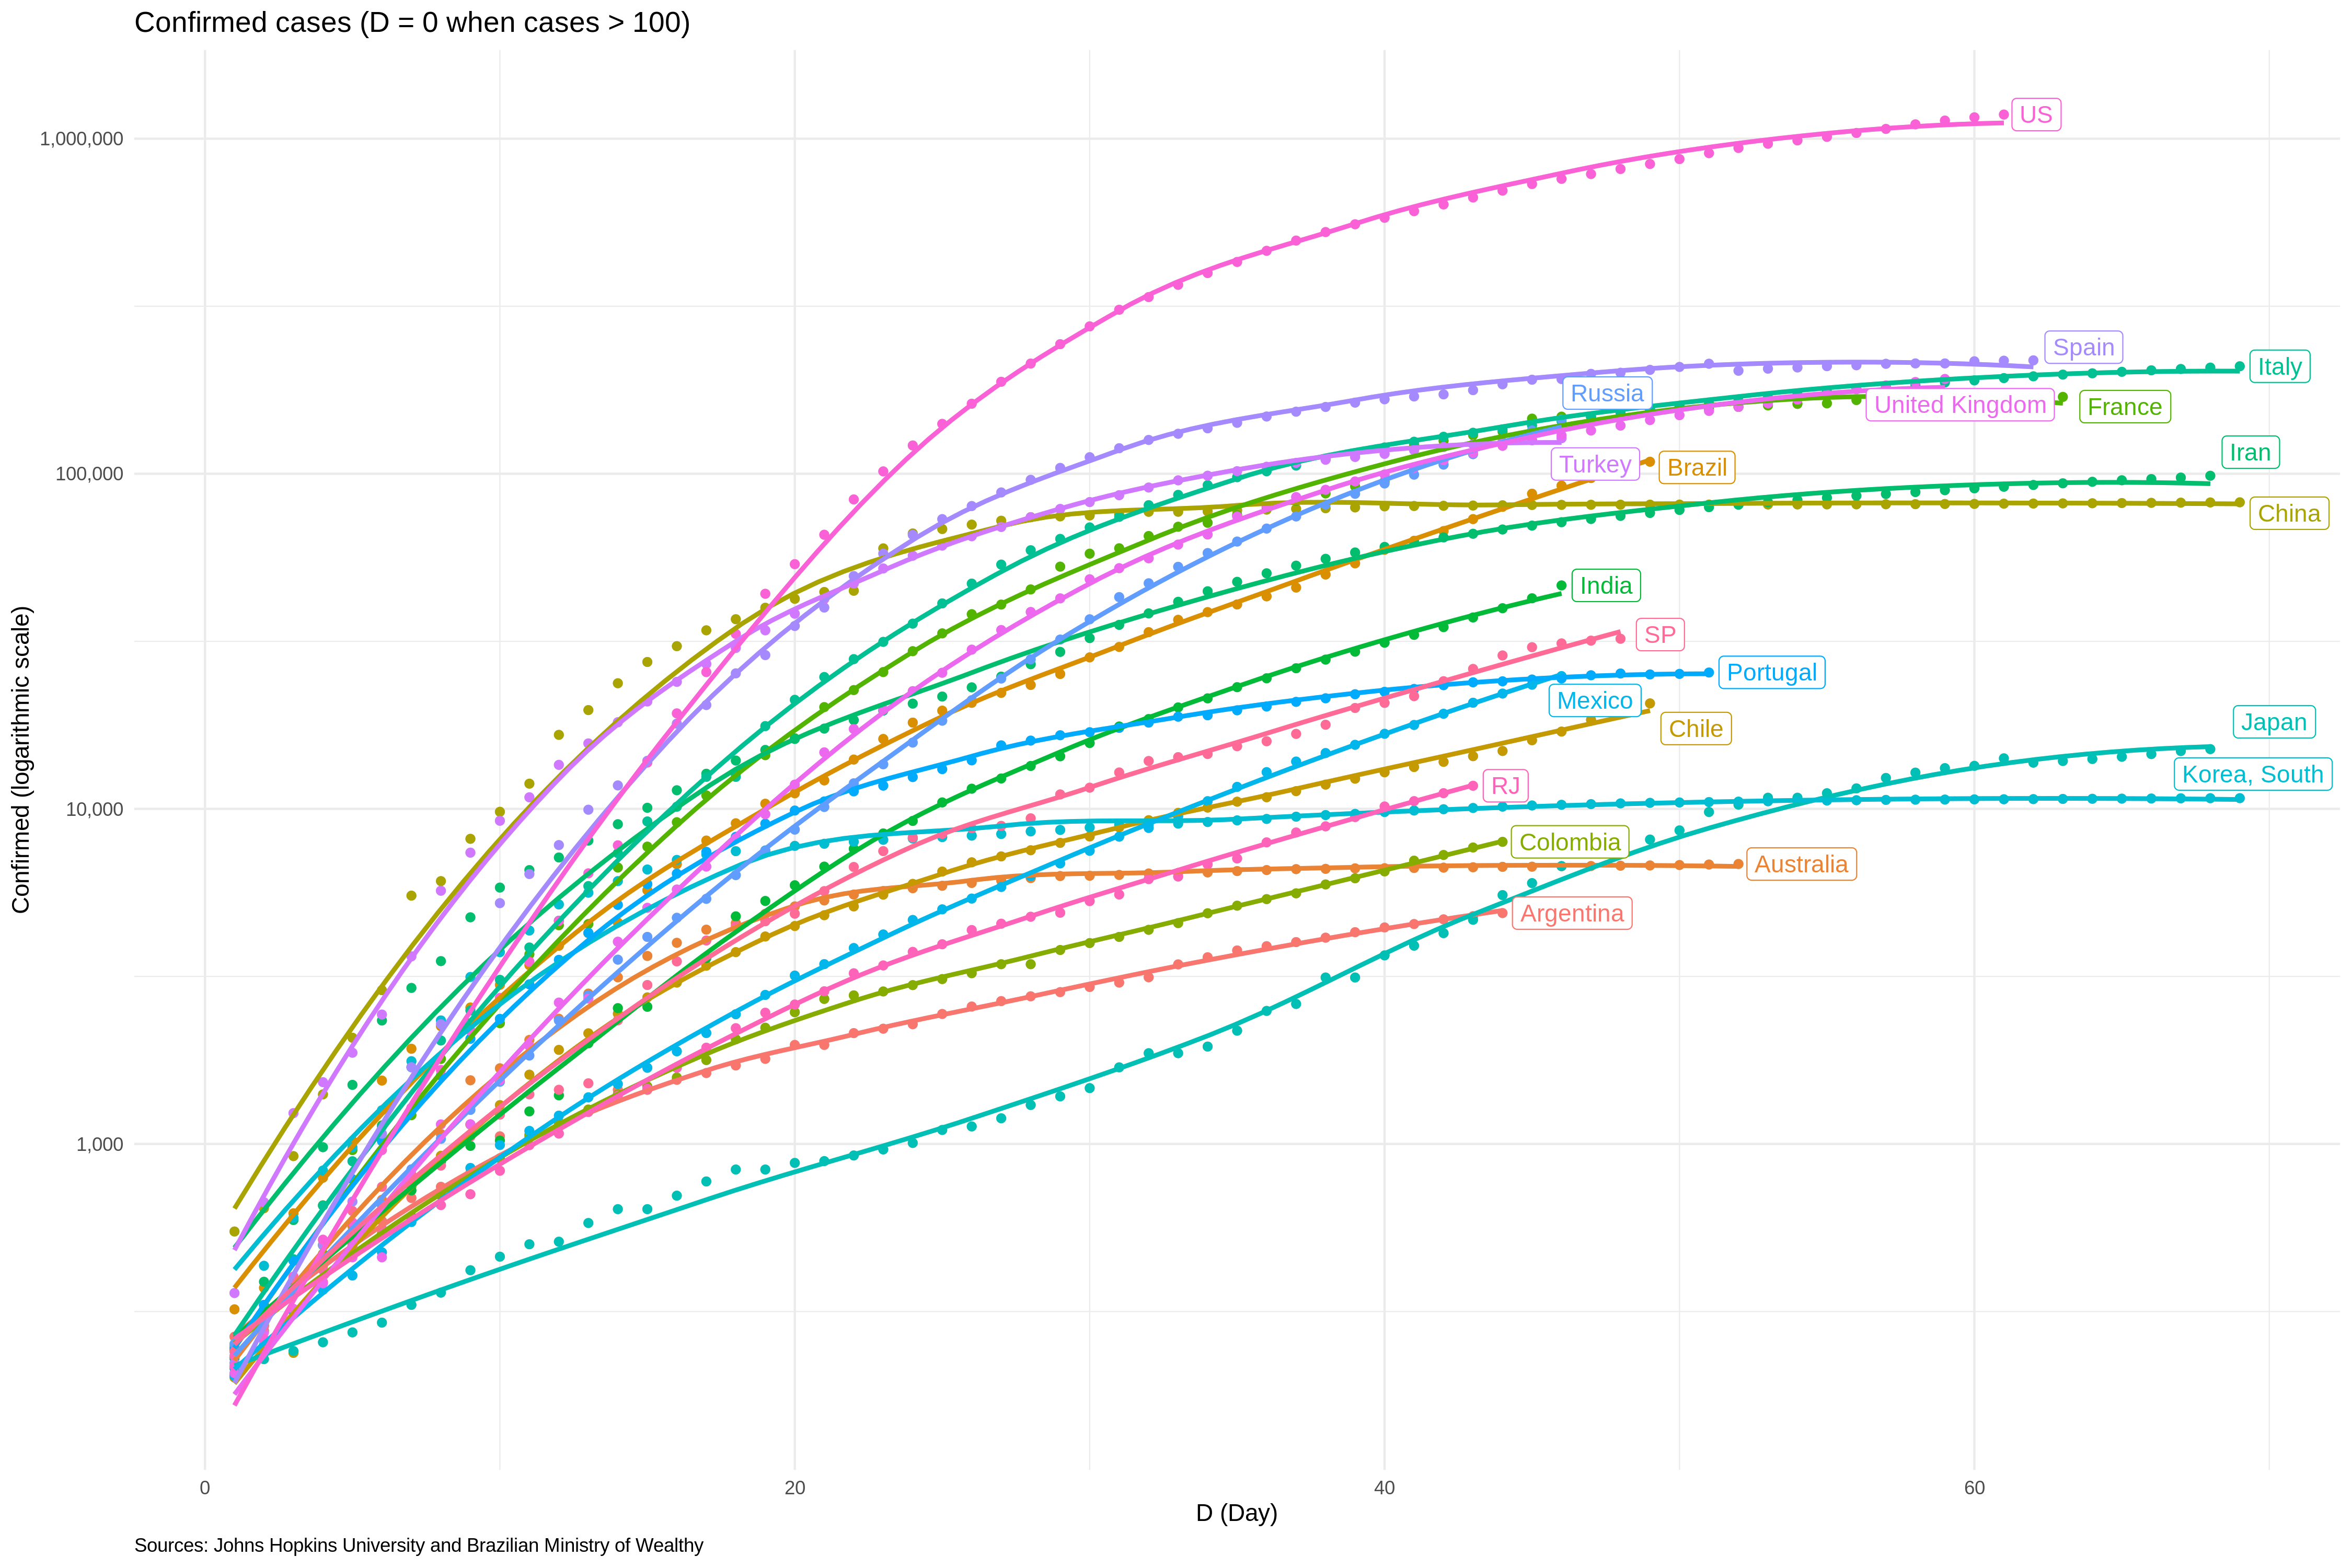 Confirmed cases (D = 0 when cases > 100)
US
1,000,000
Spain
Italy
Russia
United Kingdom
France
Iran
Turkey
Brazil
100,000
China
India
SP
Portugal
Mexico
Japan
Chile
Korea, South
RJ
10,000
Colombia
Australia
Argentina
1,000
Confirmed (logarithmic scale)
0
20
40
60
D (Day)
Sources: Johns Hopkins University and Brazilian Ministry of Wealthy